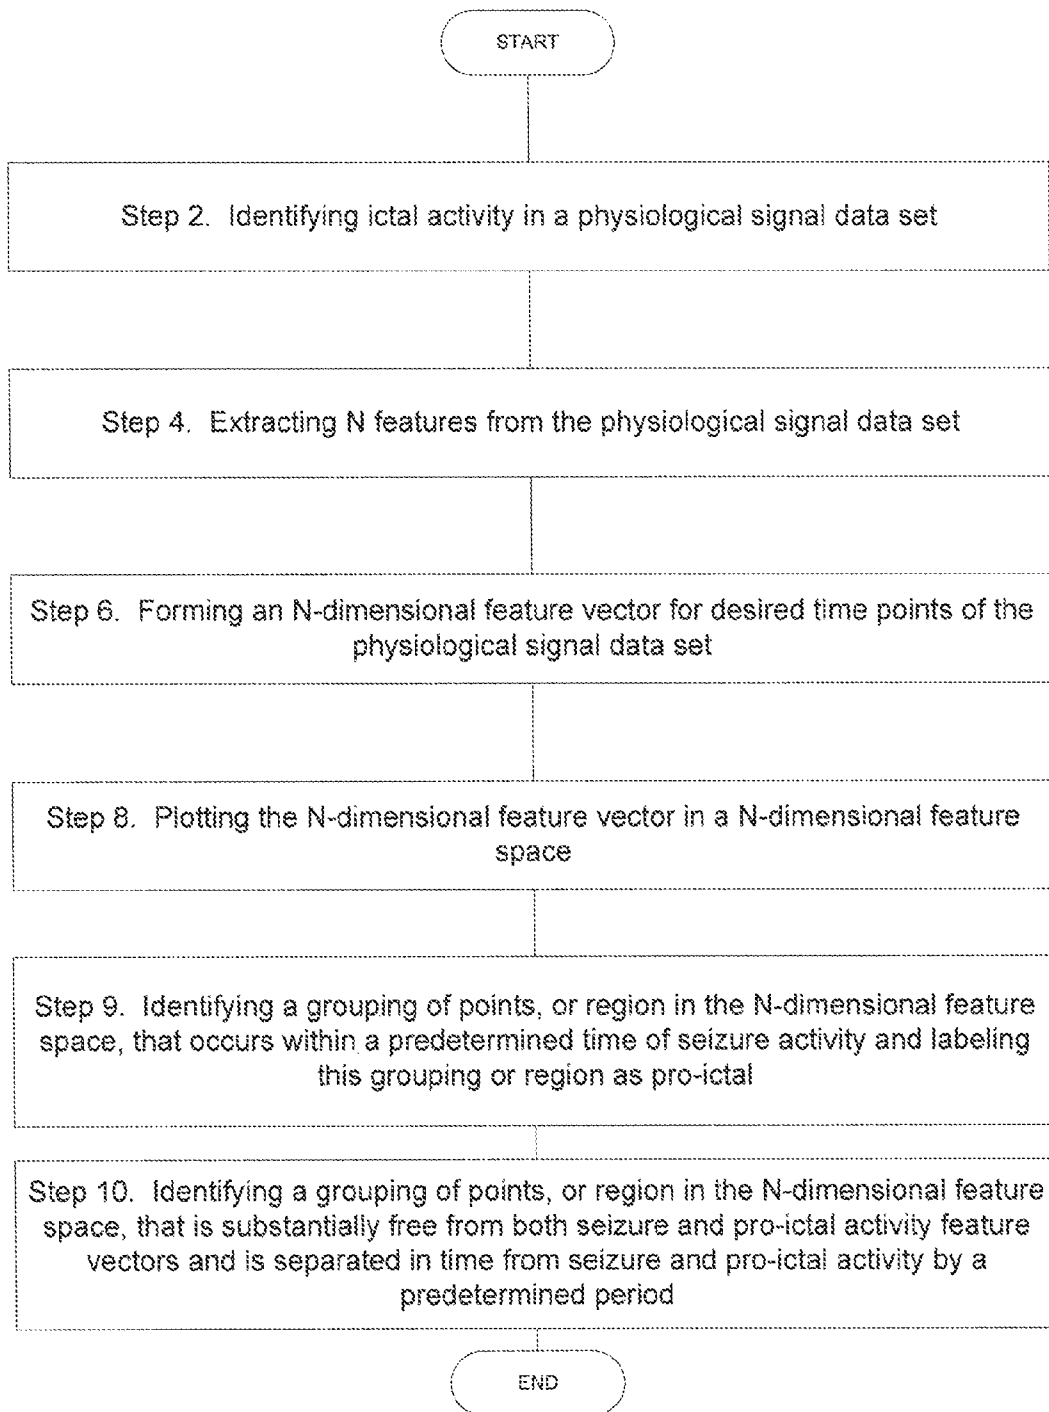 START
Step 2. Identifying ictal activity in a physiological signal data set
Step 4. Extracting N features from the physiological signal data set
Step 6. Forming an N-dimensional feature vector for desired time points of the
physiological signal data set
Step 8. Plotting the N-dimensional feature vector in a N-dimensional feature
space
Step 9. Identifying a grouping of points, or region in the N-dimensional feature
space, that occurs within a predetermined time of seizure activity and labeling
this grouping or region as pro-ictal
Step 10. Identifying a grouping of points, or region in the N-dimensional feature
space, that is substantially free from both seizure and pro-ictal activity feature
vectors and is separated in time from seizure and pro-ictal activity by a
predetermined period
END